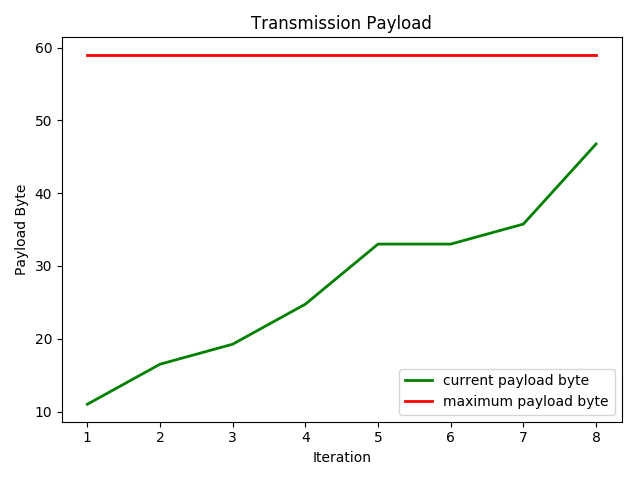 Transmission Payload
Payload Byte
60
50
40
30
20
10
current payload byte
maximum payload byte
1 2 3 4 5 6 7 8
Iteration